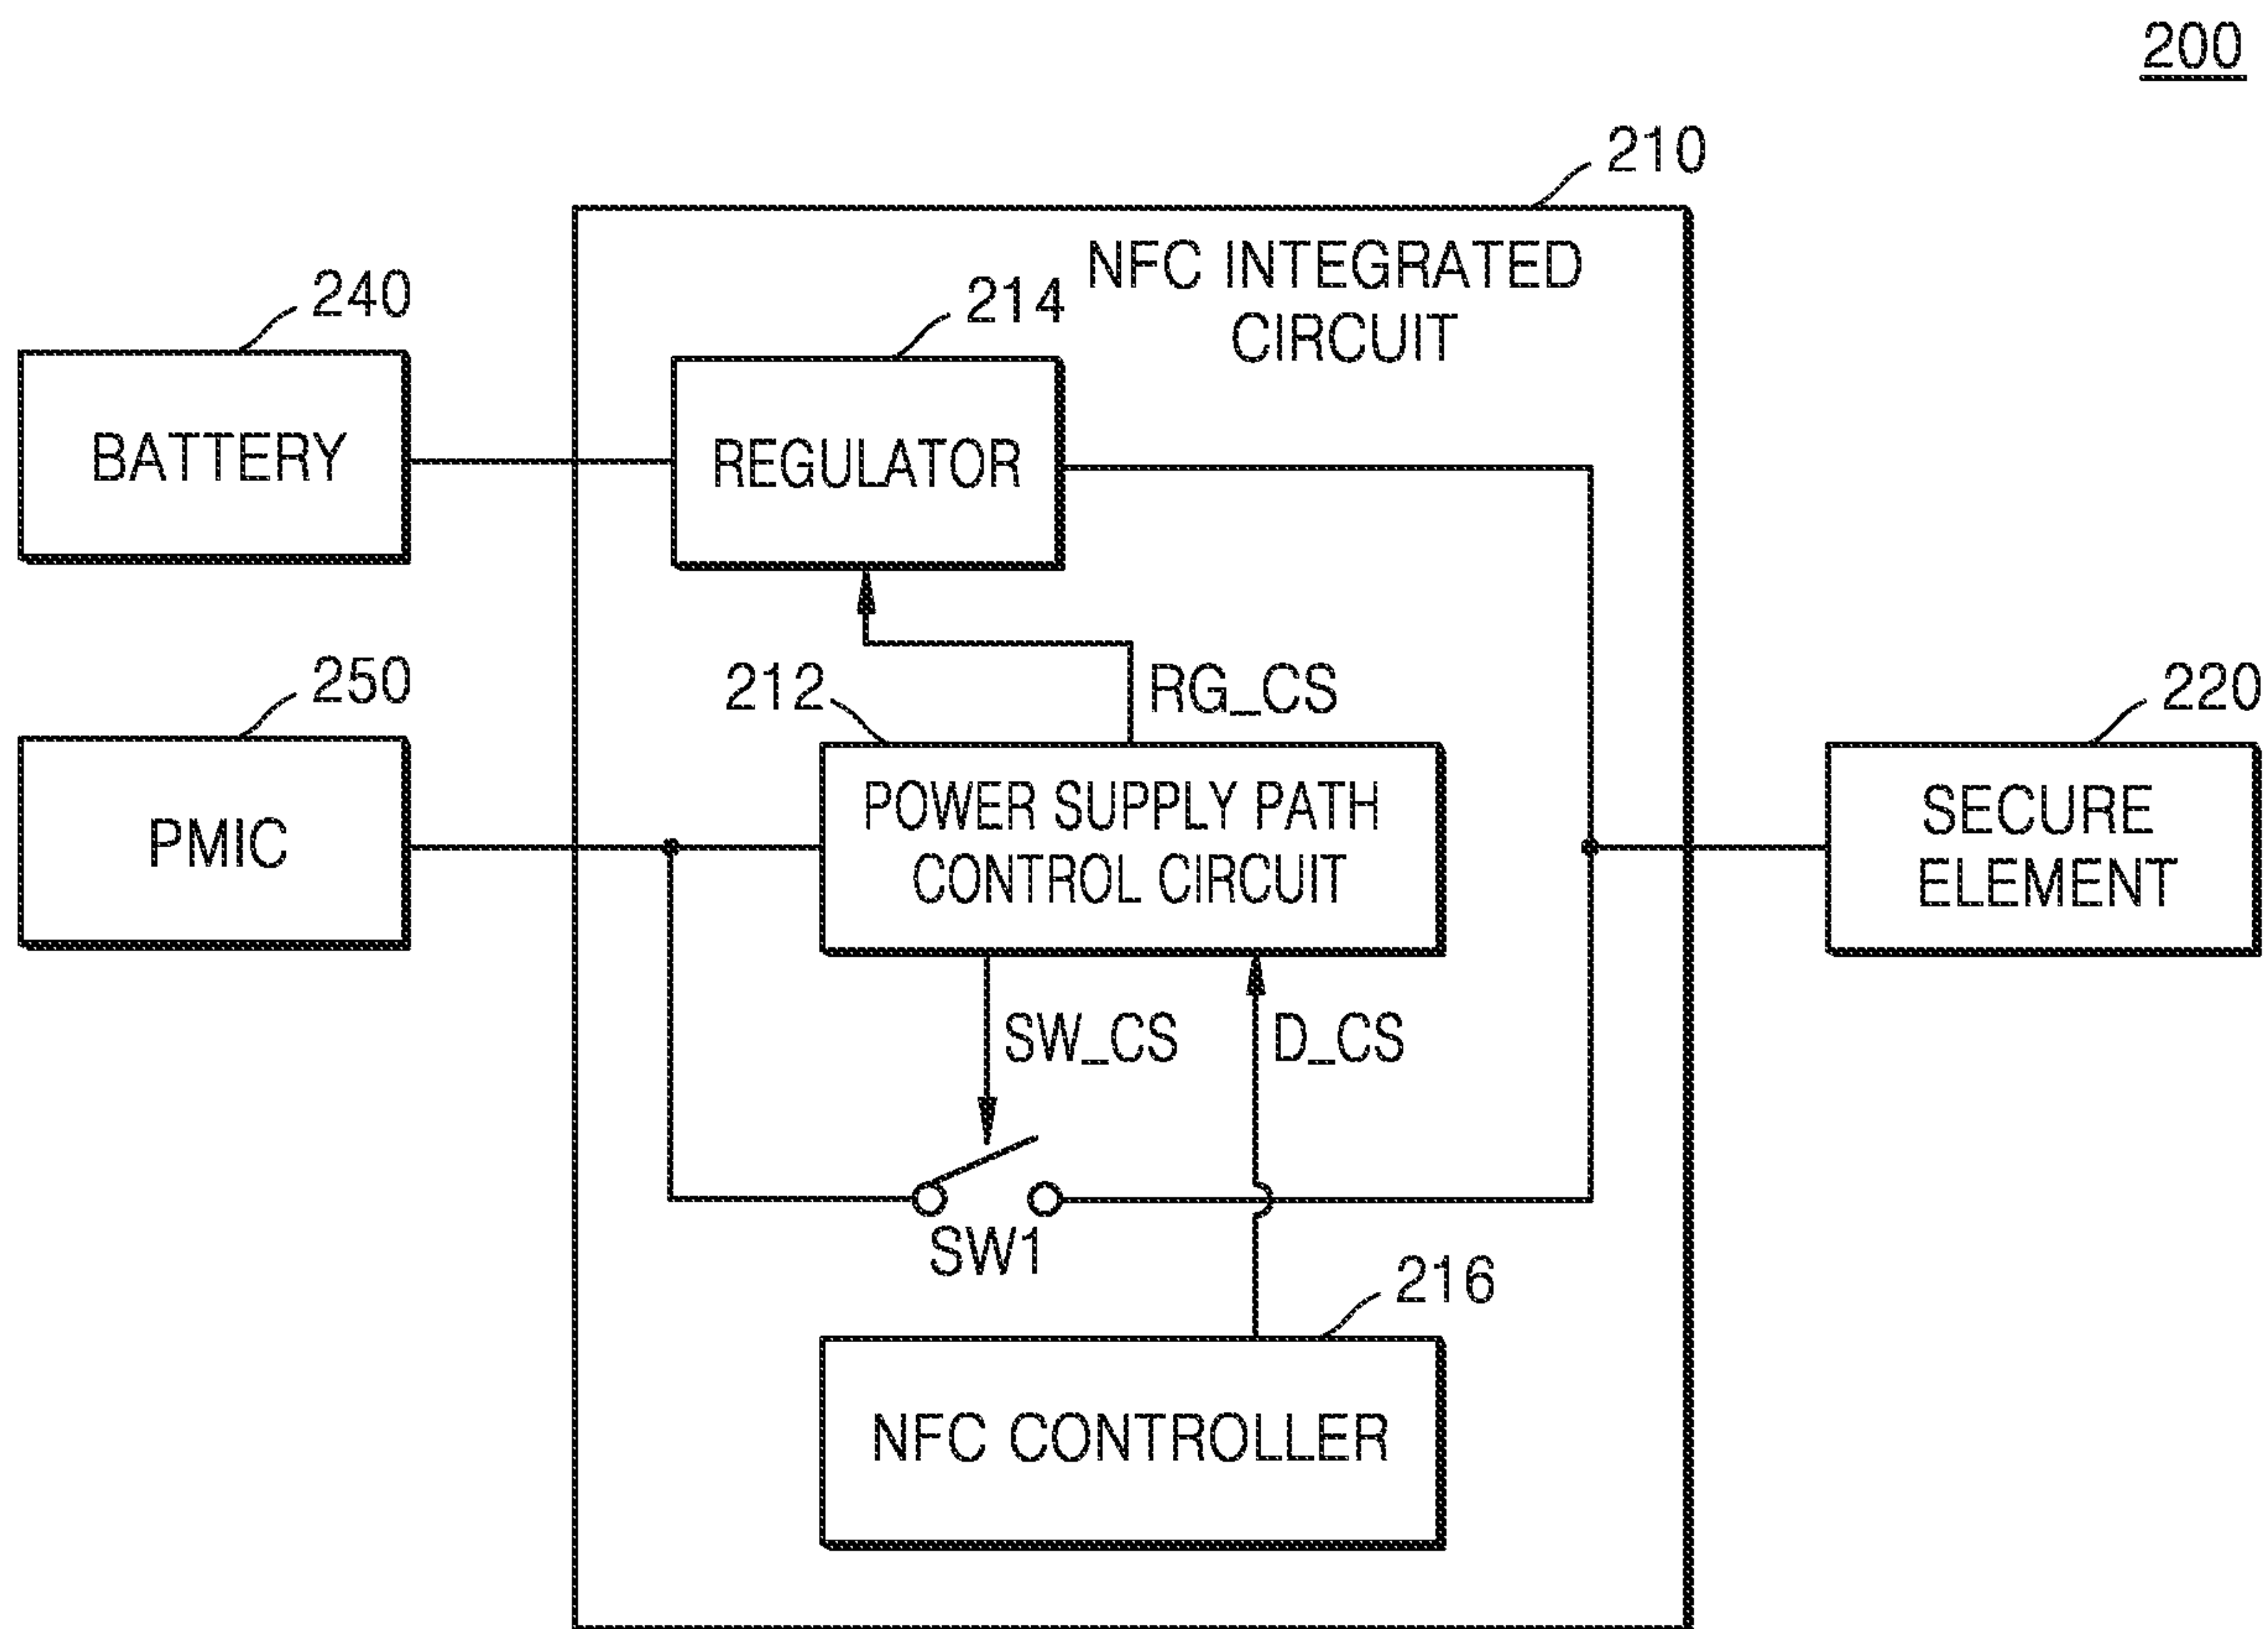 200
210
NFC INTEGRATED
CIRCUIT
240
214
BATTERY
REGULATOR
250
212
RG_CS
220
PMIC
POWER SUPPLY PATH
CONTROL CIRCUIT
SECURE
ELEMENT
SW_CS
D_CS
SW1
216
NFC CONTROLLER